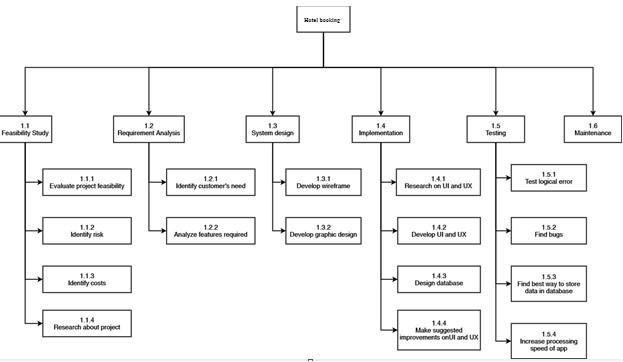 Hotel booking
1.1
Feasibility Study
1.2
Requirement Analysis
1.3
System design
1.4
Implementation
1.5
Testing
1.6
Maintenance
1.1.1
Evaluate project feasibility
1.1.2
Identify risk
1.1.3
Identify costs
1.1.4
Research about project
1.2.1
Identify customer's need
1.2.2
Analyze features required
1.3.1
Develop wireframe
1.3.2
Develop graphic design
1.4.1
Research on UI and UX
1.4.2
Develop UI and UX
1.4.3
Design database
1.4.4
Make suggested
improvements onUI and UX
1.5.1
Test logical error
1.5.2
Find bugs
1.5.3
Find best way to store
data in database
1.5.4
Increase processing
speed of app